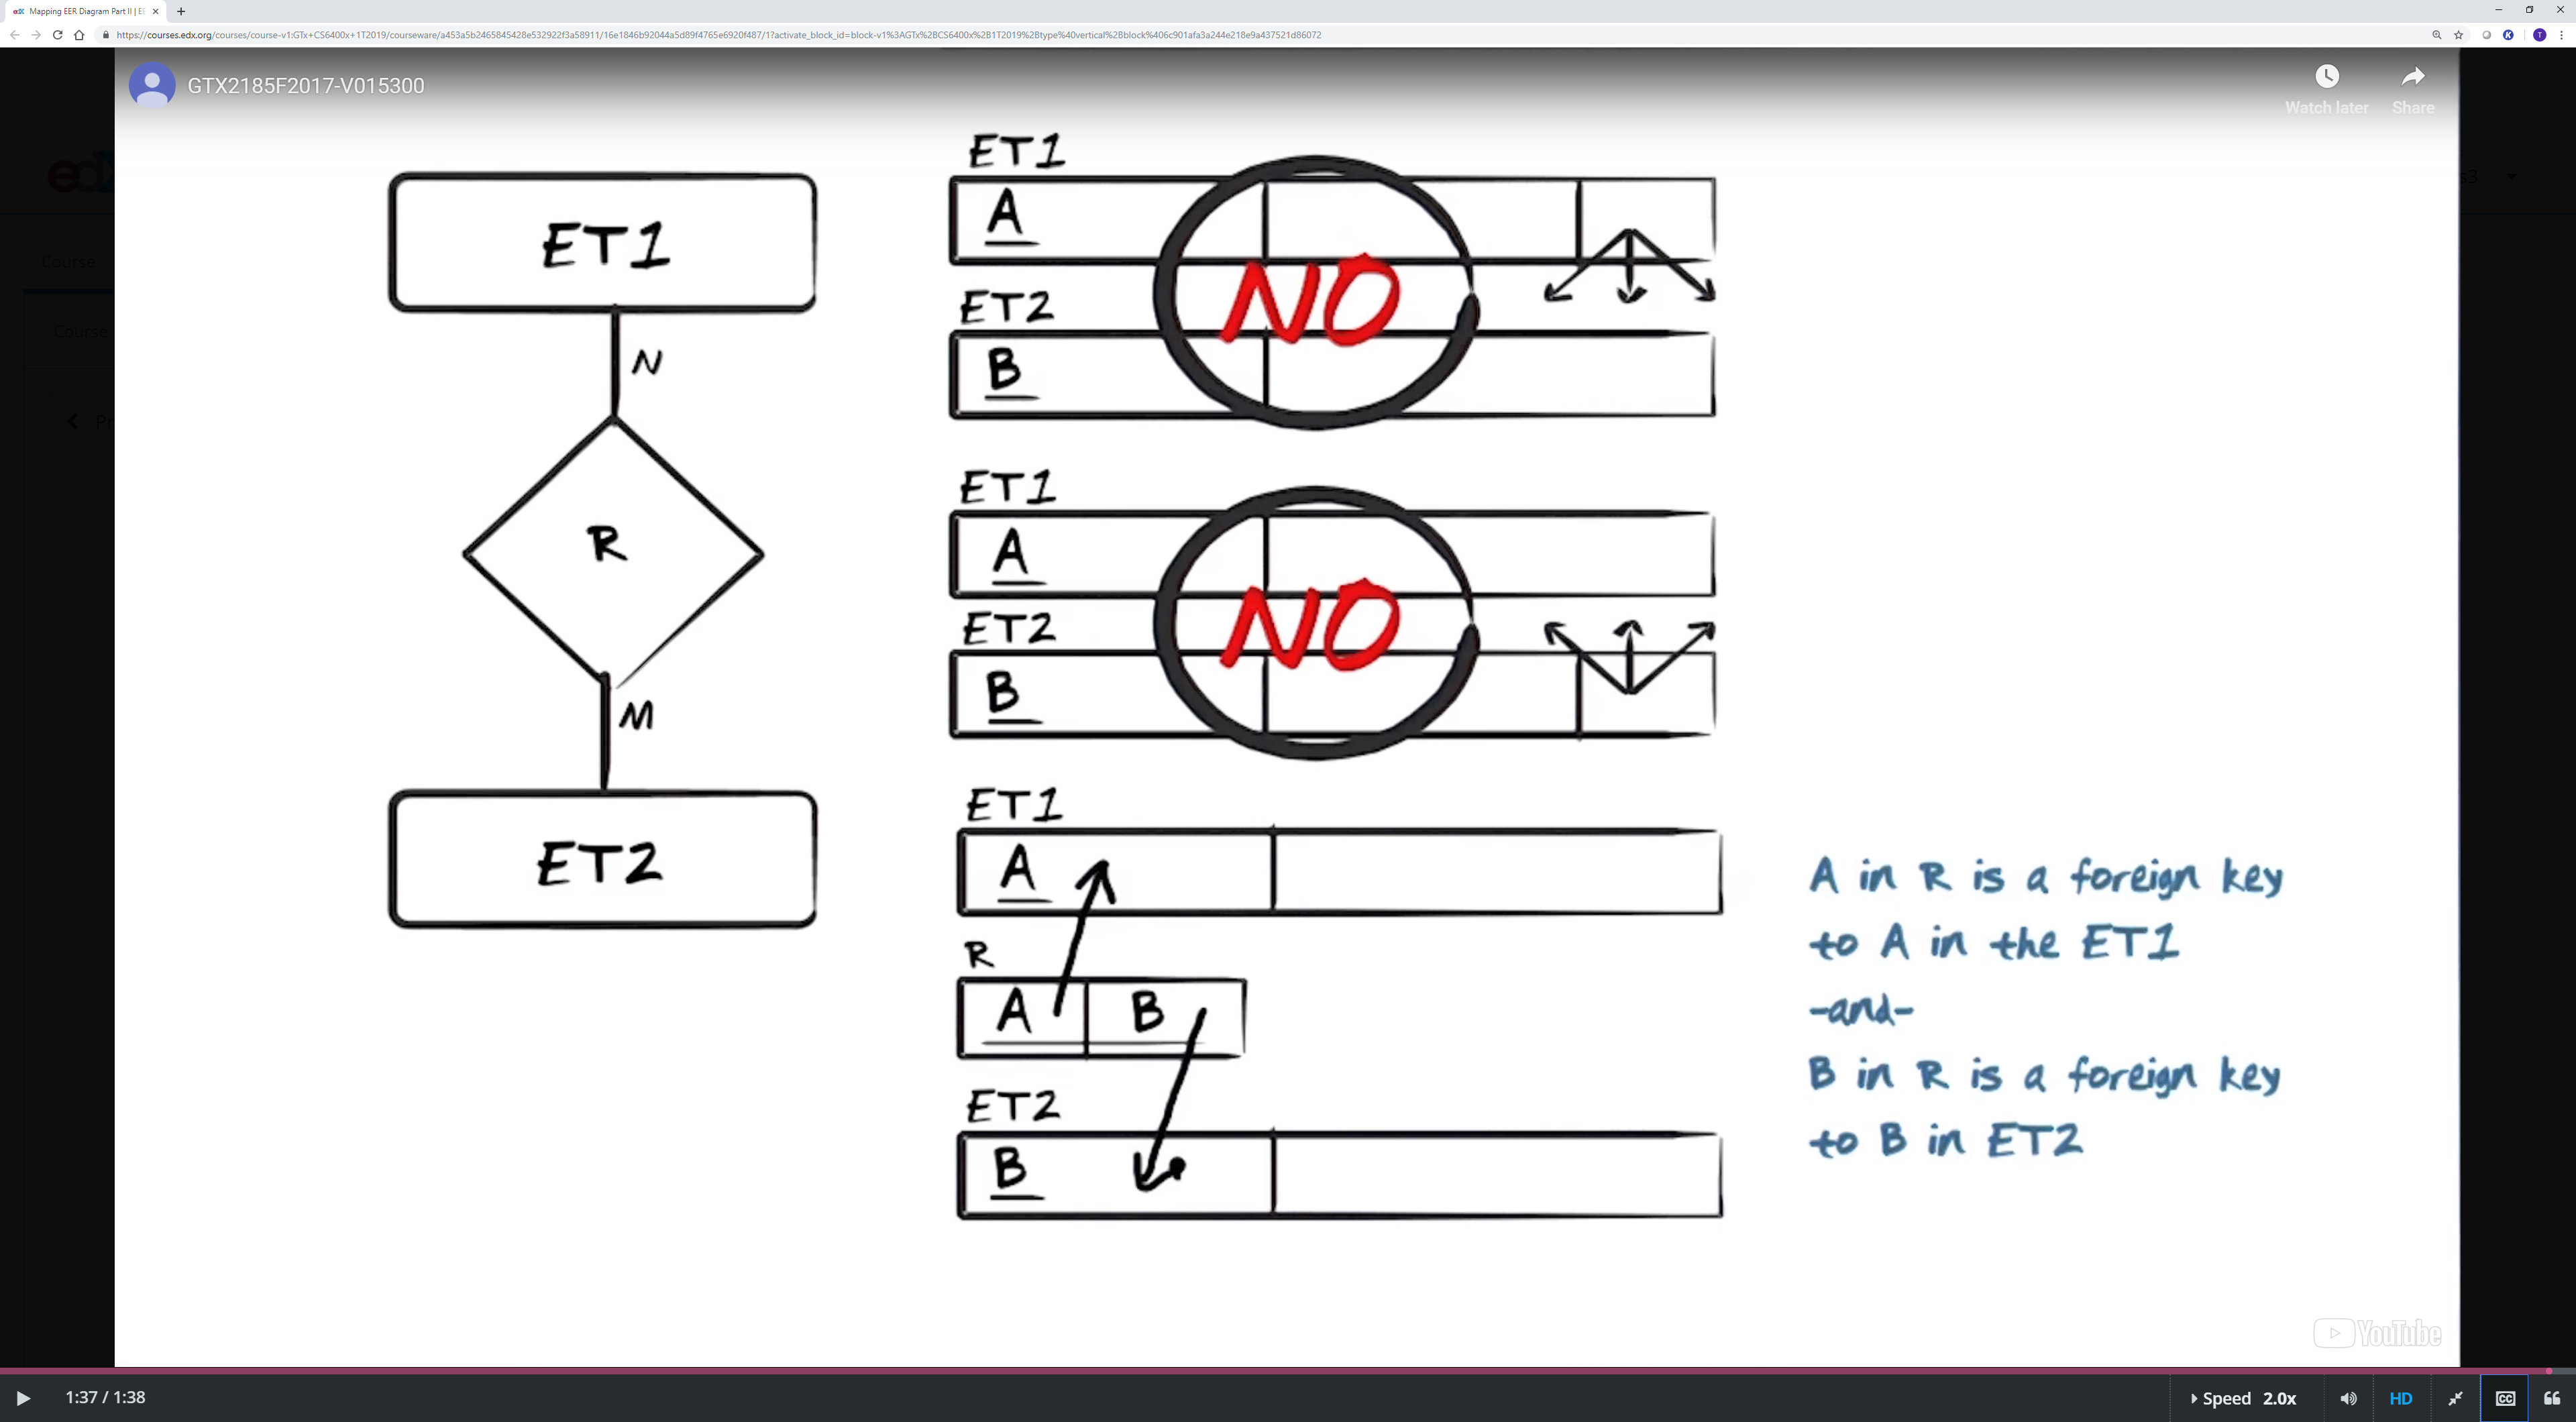 Mapping EER Diagram Part II | E
https://courses.edx.org/courses/course-v1:GTx+CS6400x+1T2019/courseware/a453a5b2465845428e532922f3a58911/16e1846b92044a5d89f4765e6920f487/1?activate_block_id=block-v1%3AGTx%2BCS6400x%2B1T2019%2Btype%40vertical%2Bblock%406c901afa3a244e218e9a437521d86072
GTX2185F2017-V015300
Watch later
Share
Course
Course
ET1
N
R
M
ET2
ET1
A
NO
ET2
B
ET1
A
NO
ET2
B
ET1
A
R
A B
ET2
B
A in R is a foreign key
to A in the ET1
-and-
B in R is a foreign key
to B in ET2
YouTube
1:37 / 1:38
Speed 2.0x
HD
CC